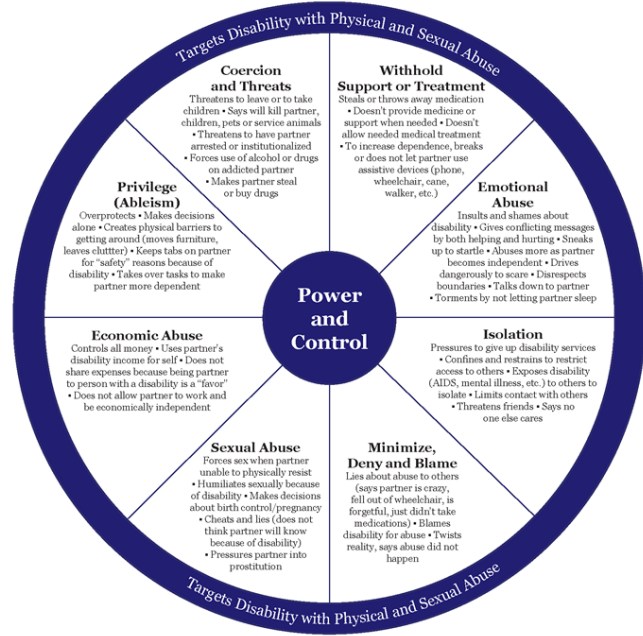 Targets Disability with Physical and Sexual Abuse
Coercion
and Threats
Threatens to leave or to take
children • Says will kill partner,
children, pets or service animals
• Threatens to have partner
arrested or institutionalized
• Forces use of alcohol or drugs
on addicted partner
• Makes partner steal
or buy drugs
Withhold
Support or Treatment
Steals or throws away medication
• Doesn't provide medicine or
support when needed • Doesn't
allow needed medical treatment
• To increase dependence, breaks
or does not let partner use
assistive devices (phone,
wheelchair, cane,
walker, etc.)
Privilege
(Ableism)
Overprotects • Makes decisions
alone • Creates physical barriers to
getting around (moves furniture,
leaves cluttter) • Keeps tabs on partner
for “safety” reasons because of
disability • Takes over tasks to make
partner more dependent
Emotional
Abuse
Insults and shames about
disability • Gives conflicting messages
by both helping and hurting • Sneaks
up to startle • Abuses more as partner
becomes independent • Drives
dangerously to scare • Disrespects
boundaries • Talks down to partner
• Torments by not letting partner sleep
Power
and
Control
Economic Abuse
Controls all money • Uses partner's
disability income for self • Does not
share expenses because being partner
to person with a disability is a “favor”
• Does not allow partner to work and
be economically independent
Isolation
Pressures to give up disability services
• Confines and restrains to restrict
access to others • Exposes disability
(AIDS, mental illness, etc.) to others to
isolate • Limits contact with others
• Threatens friends • Says no
one else cares
Sexual Abuse
Forces sex when partner
unable to physically resist
• Humiliates sexually because
of disability • Makes decisions
about birth control/pregnancy
• Cheats and lies (does not
think partner will know
because of disability)
• Pressures partner into
prostitution
Minimize,
Deny and Blame
Lies about abuse to others
(says partner is crazy,
fell out of wheelchair, is
forgetful, just didn't take
medications) • Blames
disability for abuse • Twists
reality, says abuse did not
happen
Targets Disability with Physical and Sexual Abuse